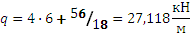 q = 4 · 6 + 56/18 = 27,118 кН/м